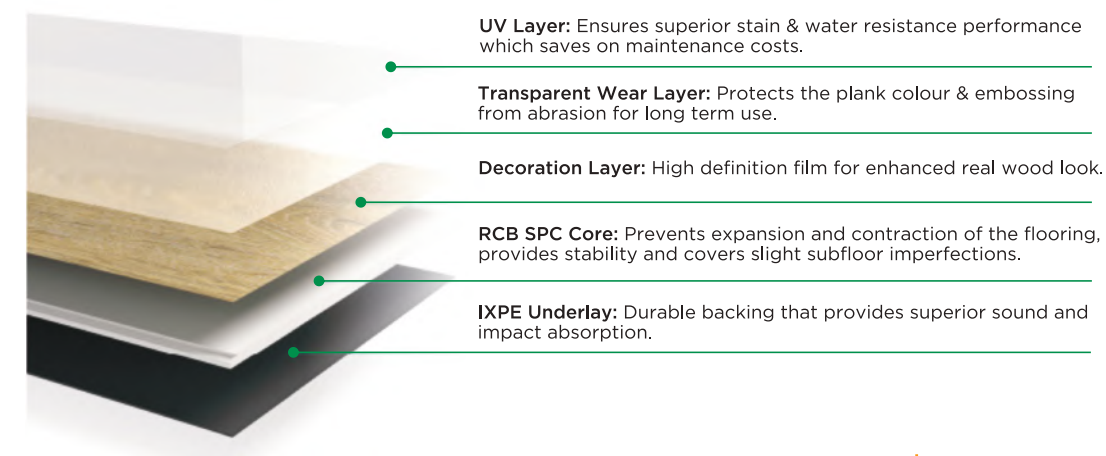 UV Layer: Ensures superior stain & water resistance performance
which saves on maintenance costs.
Transparent Wear Layer: Protects the plank colour & embossing
from abrasion for long term use.
Decoration Layer: High definition film for enhanced real wood look.
RCB SPC Core: Prevents expansion and contraction of the flooring,
provides stability and covers slight subfloor imperfections.
IXPE Underlay: Durable backing that provides superior sound and
impact absorption.